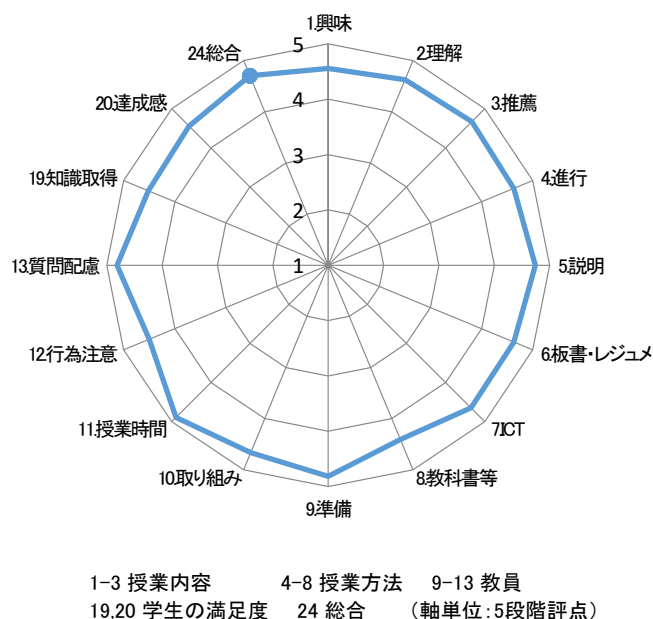 1.興味
2.理解
3.推薦
4.進行
5.説明
6.板書・レジュメ
7.ICT
8.教科書等
9.準備
10.取り組み
11.授業時間
12.行為注意
13.質問配慮
19.知識取得
20.達成感
24.総合
5
4
3
2
1
1-3 授業内容 4-8 授業方法 9-13 教員
19,20 学生の満足度 24 総合 (軸単位:5段階評点)